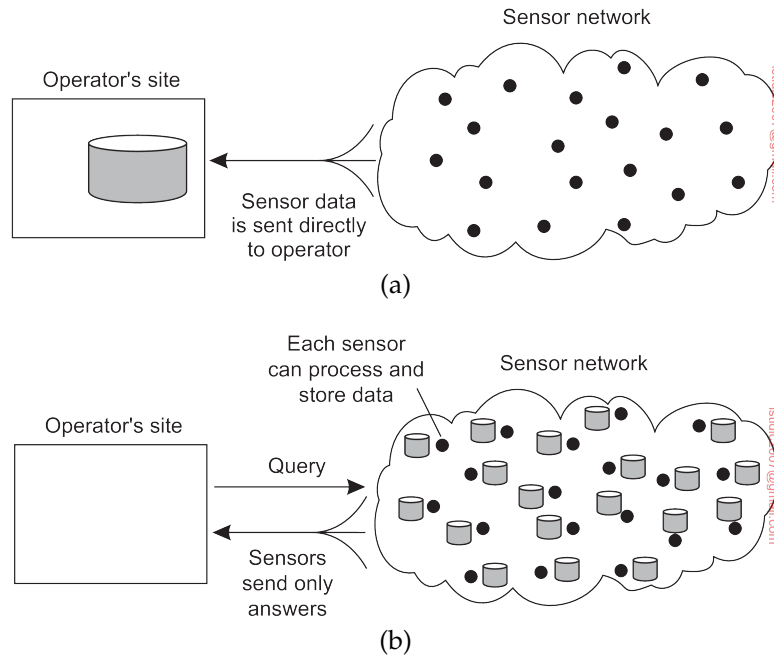 Sensor network
Operator's site
Sensor data
is sent directly
to operator
(a)
Each sensor
can process and
store data
Sensor network
Operator's site
Query
Sensors
send only
answers
(b)